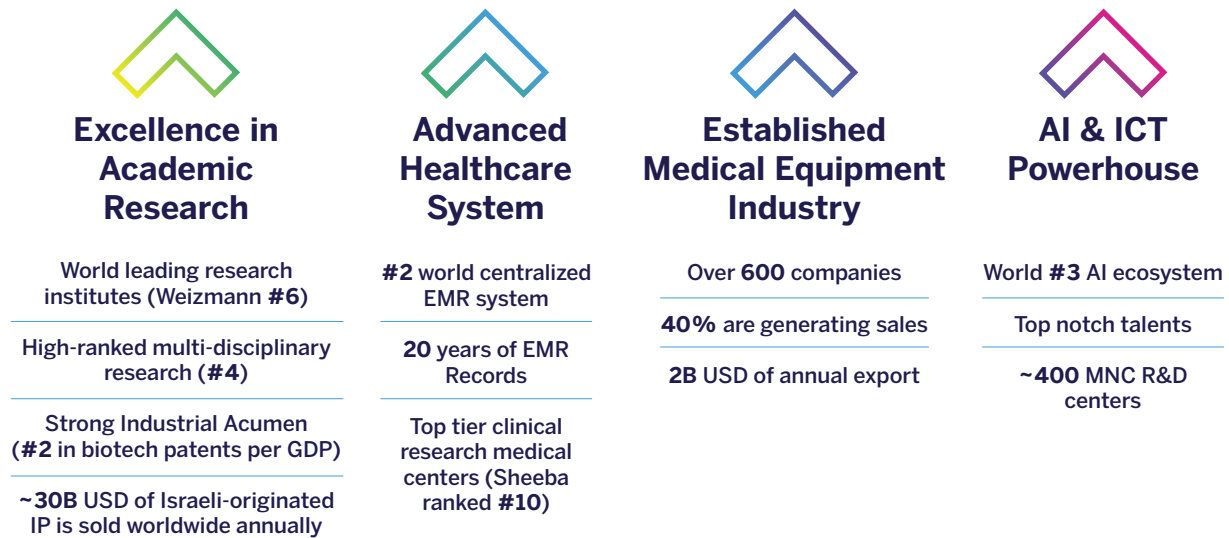 Excellence in
Academic
Research
World leading research
institutes (Weizmann #6)
High-ranked multi-disciplinary
research (#4)
Strong Industrial Acumen
(#2 in biotech patents per GDP)
~30B USD of Israeli-originated
IP is sold worldwide annually
Advanced
Healthcare
System
#2 world centralized
EMR system
20 years of EMR
Records
Top tier clinical
research medical
centers (Sheeba
ranked #10)
Established
Medical Equipment
Industry
Over 600 companies
40% are generating sales
2B USD of annual export
AI & ICT
Powerhouse
World #3 AI ecosystem
Top notch talents
~400 MNC R&D
centers